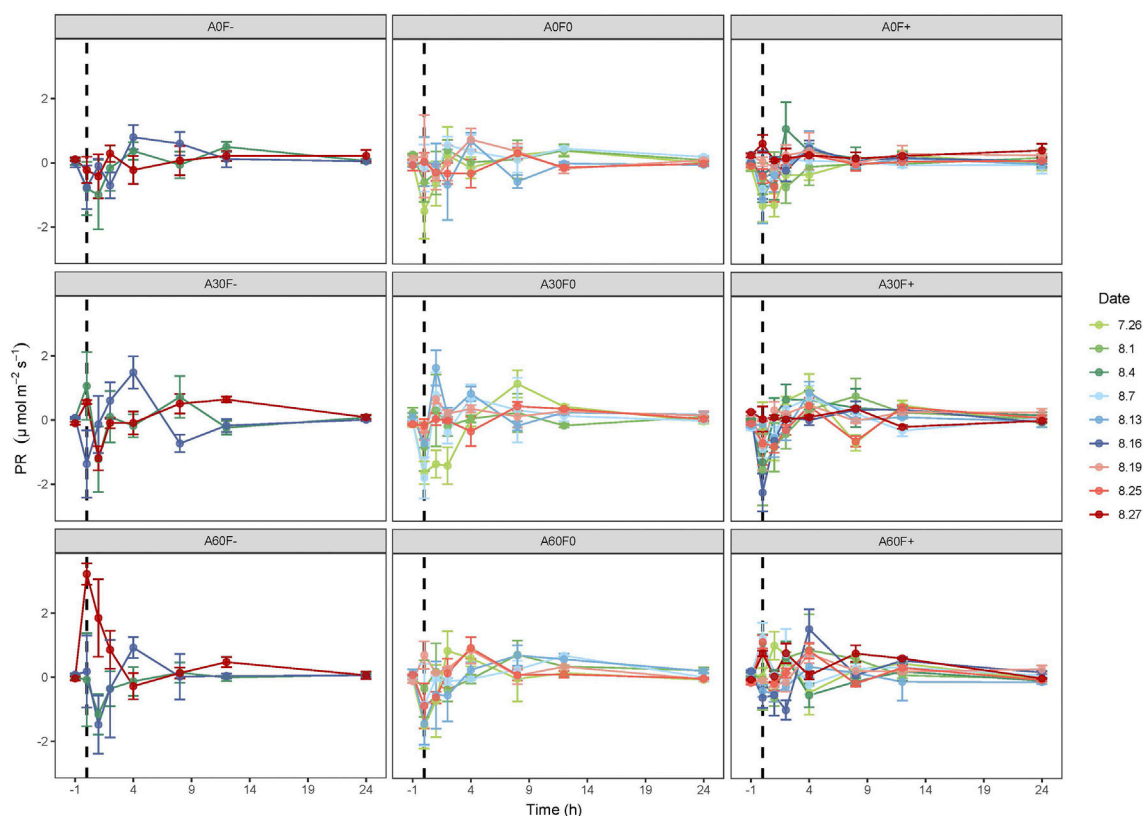 A0F- A0F0 A0F+
2
0
-2
A30F- A30F0 A30F+
2
0
-2
A60F- A60F0 A60F+
2
0
-2
-1 4 9 14 19 24 -1 4 9 14 19 24 -1 4 9 14 19 24
Time (h)
PR (μ mol m⁻² s⁻¹)
Date
7.26
8.1
8.4
8.7
8.13
8.16
8.19
8.25
8.27